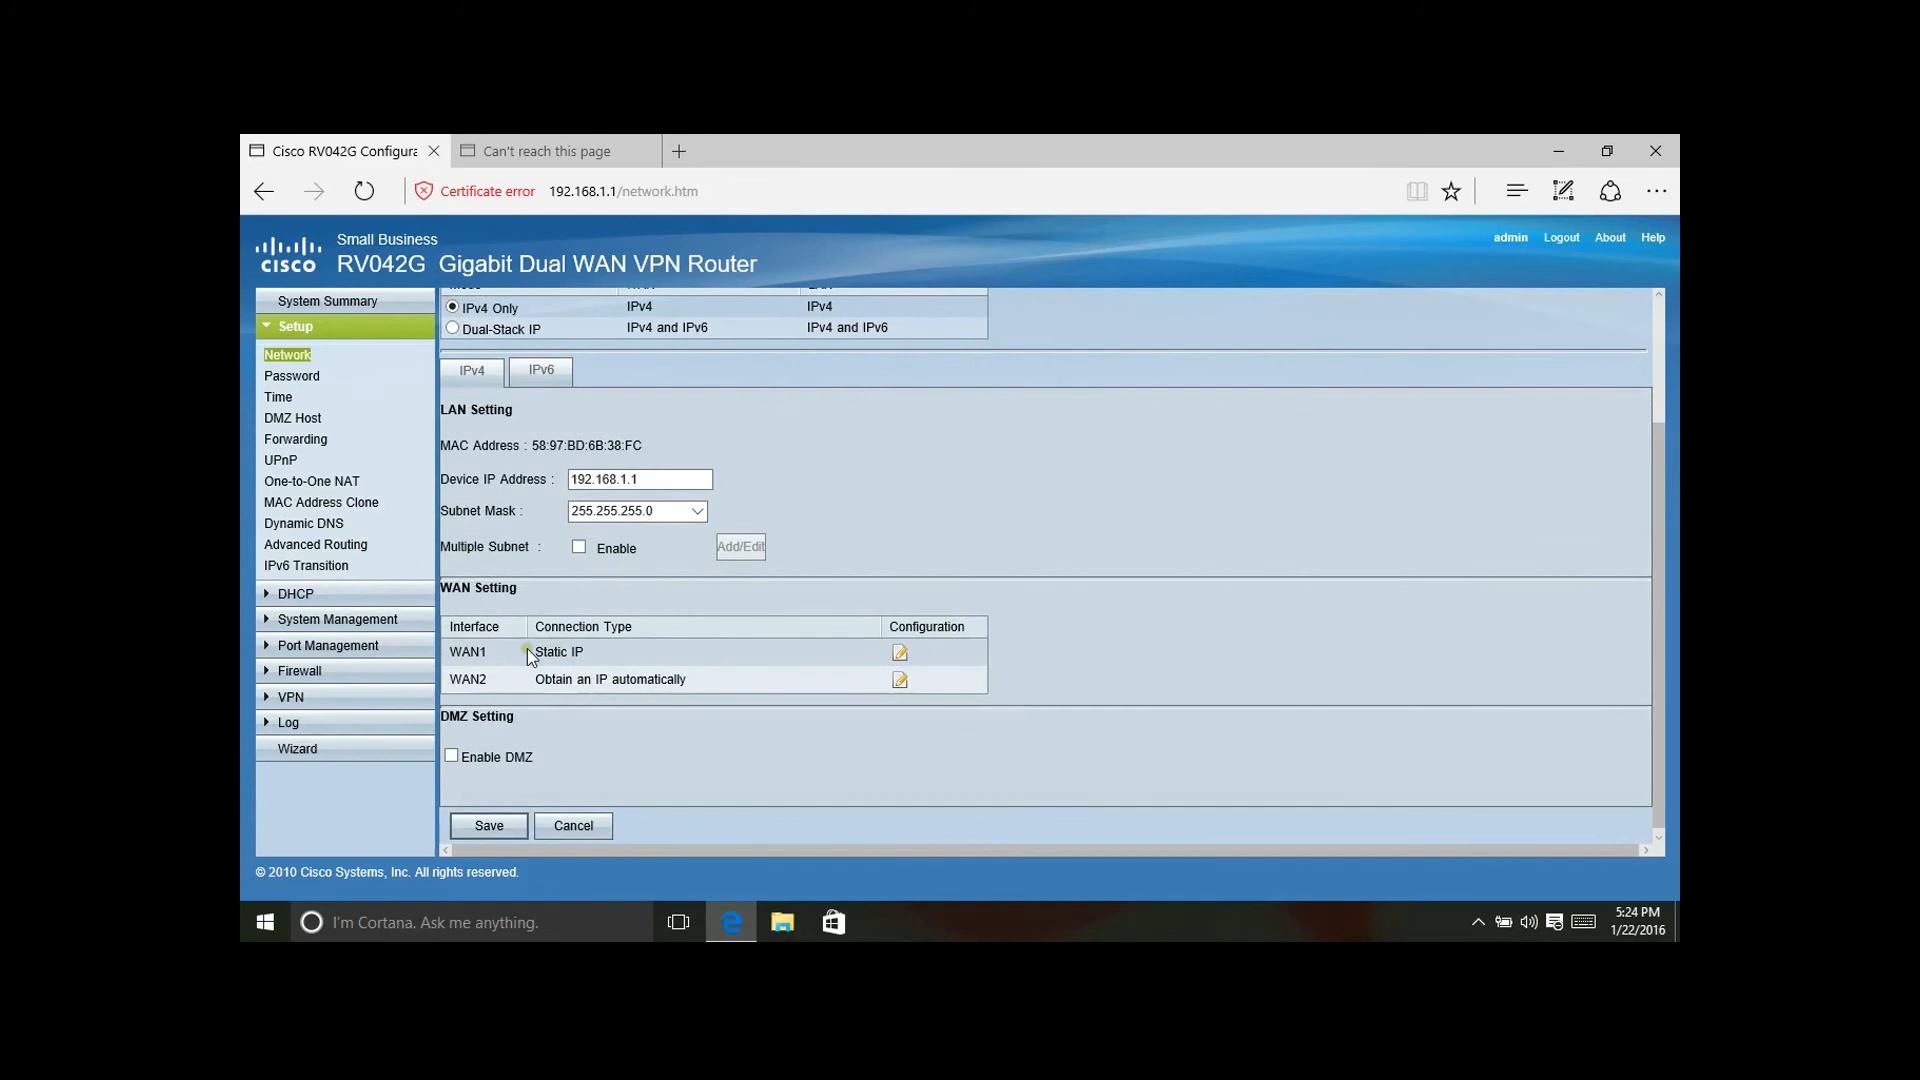 Cisco RV042G Configura
Can't reach this page
Certificate error 192.168.1.1/network.htm
Small Business
cisco RV042G Gigabit Dual WAN VPN Router
admin Logout About Help
System Summary
Setup
Network
Password
Time
DMZ Host
Forwarding
UPnP
One-to-One NAT
MAC Address Clone
Dynamic DNS
Advanced Routing
IPv6 Transition
DHCP
System Management
Port Management
Firewall
VPN
Log
Wizard
IPv4 Only IPv4 IPv4
Dual-Stack IP IPv4 and IPv6 IPv4 and IPv6
IPv4 IPv6
LAN Setting
MAC Address : 58:97:BD:6B:38:FC
Device IP Address : 192.168.1.1
Subnet Mask : 255.255.255.0
Multiple Subnet : Enable Add/Edit
WAN Setting
Interface Connection Type Configuration
WAN1 Static IP
WAN2 Obtain an IP automatically
DMZ Setting
Enable DMZ
Save Cancel
© 2010 Cisco Systems, Inc. All rights reserved.
I'm Cortana. Ask me anything.
5:24 PM
1/22/2016